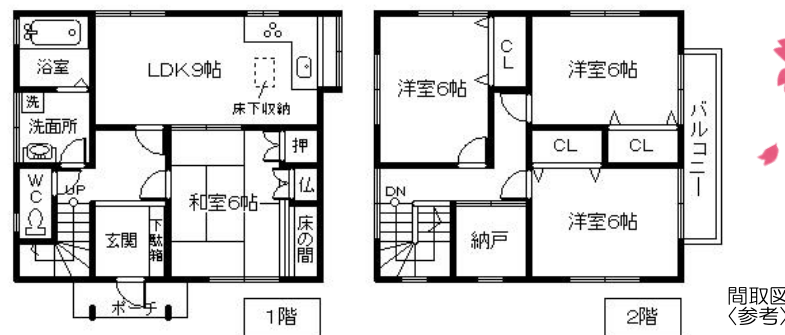 浴室
LDK9帖
床下収納
洗
洗面所
押
仏
WC
UP
和室6帖
床の間
玄関
下駄箱
ポーチ
1階
洋室6帖
CL
洋室6帖
バルコニー
CL
CL
DN
納戸
洋室6帖
2階
間取図
〈参考〉